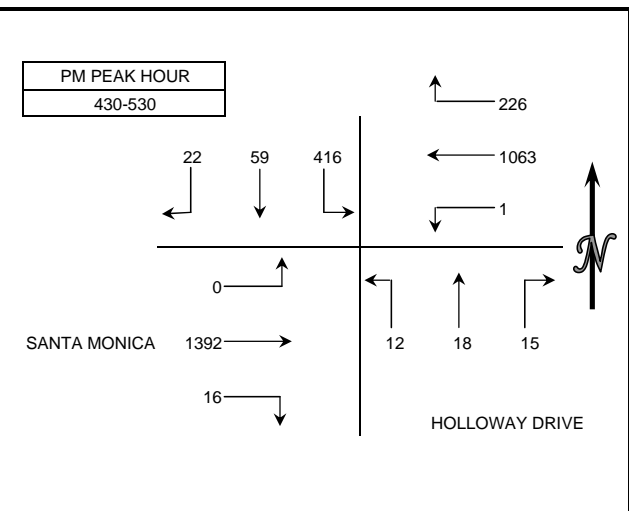 PM PEAK HOUR
430-530
226
22 59 416 1063
1
0
SANTA MONICA 1392 12 18 15
16
HOLLOWAY DRIVE
N